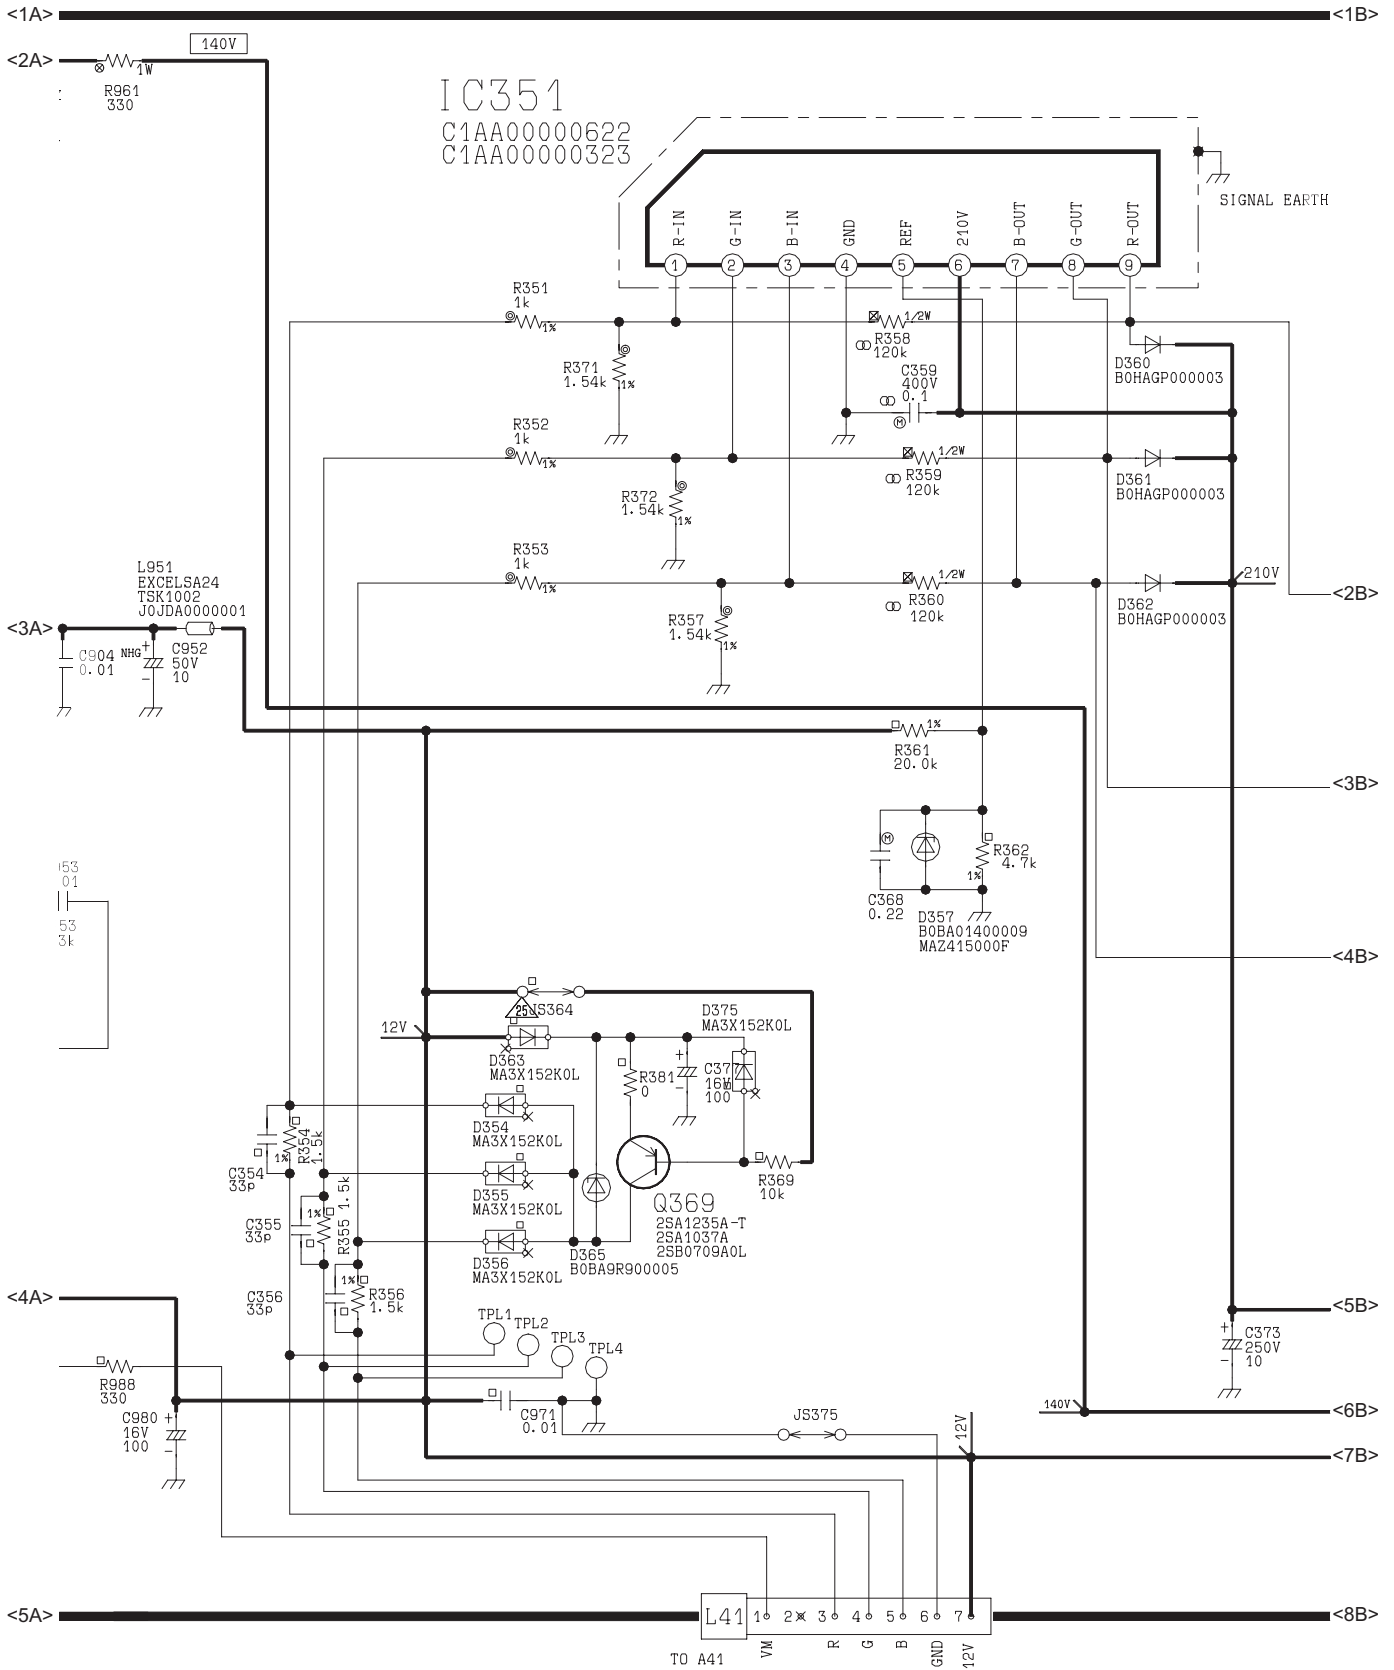 <1A>
<1B>
140V
<2A>
1W
R961
330
IC351
C1AA00000622
C1AA00000323
SIGNAL EARTH
R-IN
G-IN
B-IN
GND
REF
210V
B-OUT
G-OUT
R-OUT
1
2
3
4
5
6
7
8
9
R351
1k
1%
1/2W
R358
120k
R371
1.54k
1%
C359
400V
0.1
M
D360
B0HAGP000003
R352
1k
1%
1/2W
R359
120k
R372
1.54k
1%
D361
B0HAGP000003
R353
1k
1%
1/2W
R360
120k
R357
1.54k
1%
210V
D362
B0HAGP000003
<2B>
L951
EXCELSA24
TSK1002
J0JDA0000001
<3A>
C904
0.01
NHG
+
-
C952
50V
10
1%
R361
20.0k
<3B>
M
R362
4.7k
1%
C368
0.22
D357
B0BA01400009
MAZ415000F
53
01
53
3k
<4B>
25
JS364
12V
D375
MA3X152K0L
D363
MA3X152K0L
R381
0
+
-
C377
16V
100
D354
MA3X152K0L
1%
R354
1.5k
C354
33p
R369
10k
D355
MA3X152K0L
Q369
2SA1235A-T
2SA1037A
2SB0709A0L
1%
R355 1.5k
C355
33p
D356
MA3X152K0L
D365
B0BA9R900005
1%
R356
1.5k
C356
33p
<4A>
<5B>
TPL1
TPL2
TPL3
TPL4
+
-
C373
250V
10
R988
330
C980
16V
100
+
-
C971
0.01
JS375
12V
140V
<6B>
<7B>
<5A>
L41
1
2
3
4
5
6
7
<8B>
TO A41
VM
R
G
B
GND
12V